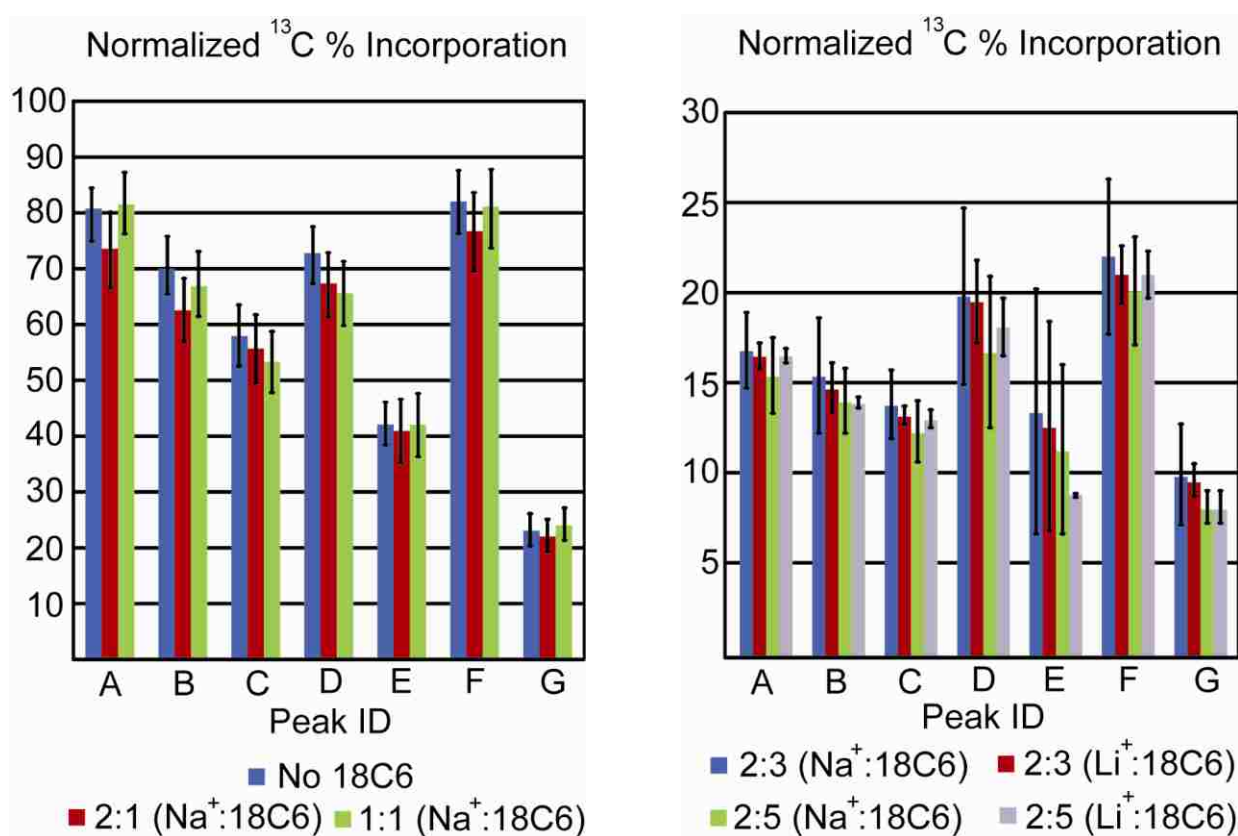 Normalized ¹³C % Incorporation
100
90
80
70
60
50
40
30
20
10
A B C D E F G
Peak ID
No 18C6
2:1 (Na⁺:18C6) 1:1 (Na⁺:18C6)
Normalized ¹³C % Incorporation
30
25
20
15
10
5
A B C D E F G
Peak ID
2:3 (Na⁺:18C6) 2:3 (Li⁺:18C6)
2:5 (Na⁺:18C6) 2:5 (Li⁺:18C6)